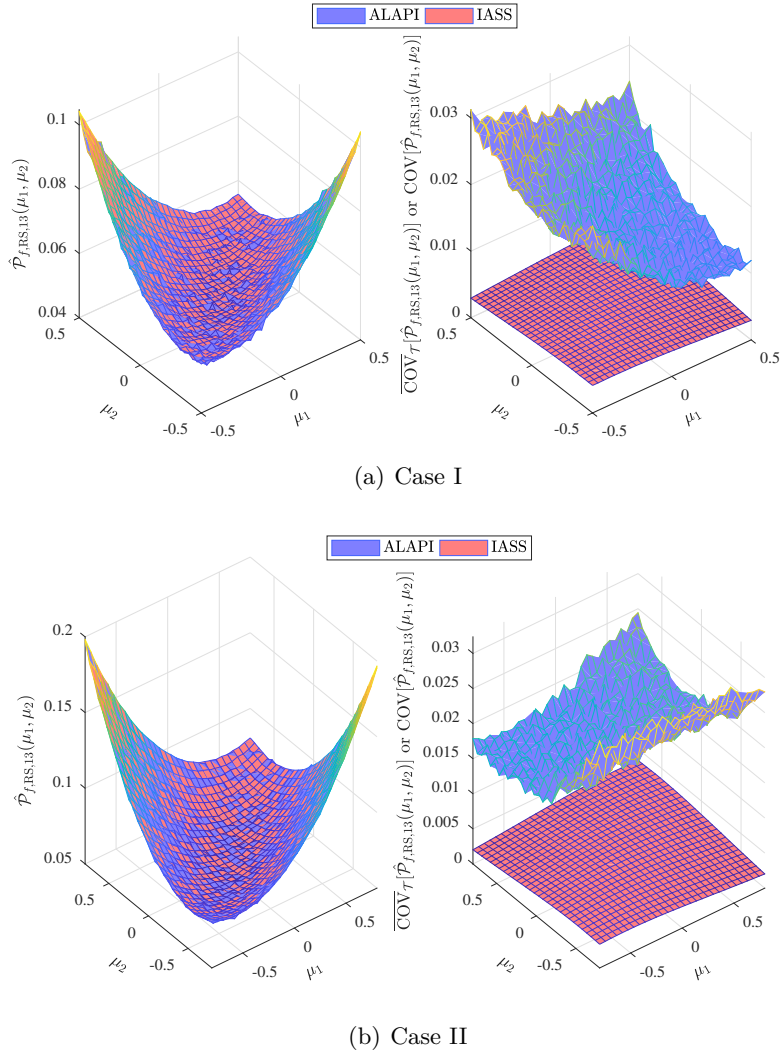 ALAPI IASS
0.1
0.08
0.06
0.04
0.5
0
-0.5
-0.5
0
0.5
μ₂
μ₁
𝒫̂_{f,RS,13}(μ₁, μ₂)
0.03
0.02
0.01
0
0.5
0
-0.5
-0.5
0
0.5
μ₂
μ₁
\overline{COV}_𝒯[𝒫̂_{f,RS,13}(μ₁, μ₂)] or COV[𝒫̂_{f,RS,13}(μ₁, μ₂)]
(a) Case I
ALAPI IASS
0.2
0.15
0.1
0.05
0.5
0
-0.5
-0.5
0
0.5
μ₂
μ₁
𝒫̂_{f,RS,13}(μ₁, μ₂)
0.03
0.025
0.02
0.015
0.01
0.005
0
0.5
0
-0.5
-0.5
0
0.5
μ₂
μ₁
\overline{COV}_𝒯[𝒫̂_{f,RS,13}(μ₁, μ₂)] or COV[𝒫̂_{f,RS,13}(μ₁, μ₂)]
(b) Case II